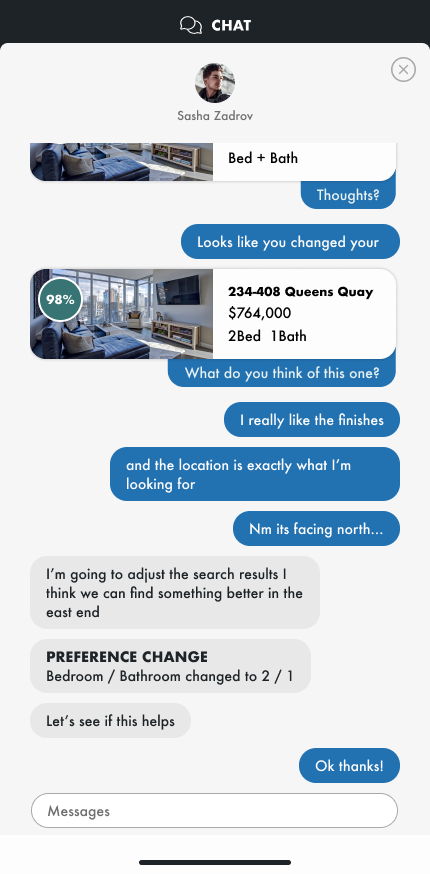 CHAT
Sasha Zadrov
Bed + Bath
Thoughts?
Looks like you changed your
98%
234-408 Queens Quay
$764,000
2Bed 1Bath
What do you think of this one?
I really like the finishes
and the location is exactly what I'm
looking for
Nm its facing north...
I'm going to adjust the search results I
think we can find something better in the
east end
PREFERENCE CHANGE
Bedroom / Bathroom changed to 2 / 1
Let's see if this helps
Ok thanks!
Messages